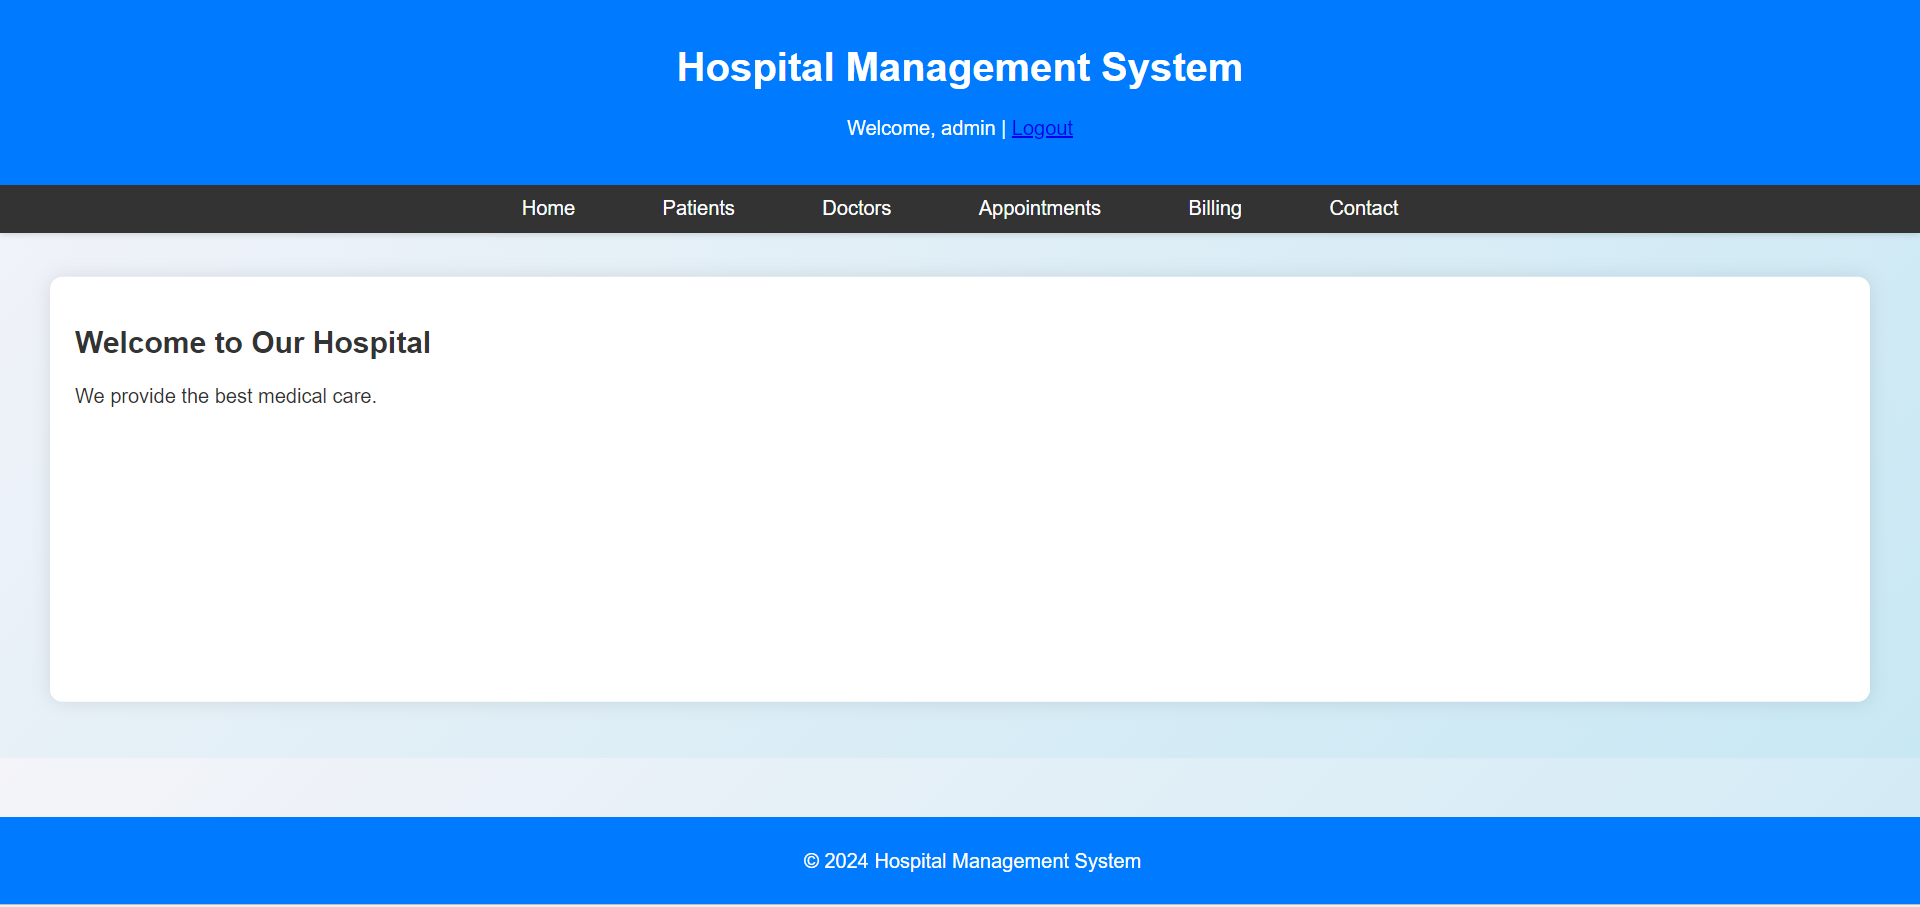 Hospital Management System
Welcome, admin | Logout
Home Patients Doctors Appointments Billing Contact
Welcome to Our Hospital
We provide the best medical care.
© 2024 Hospital Management System